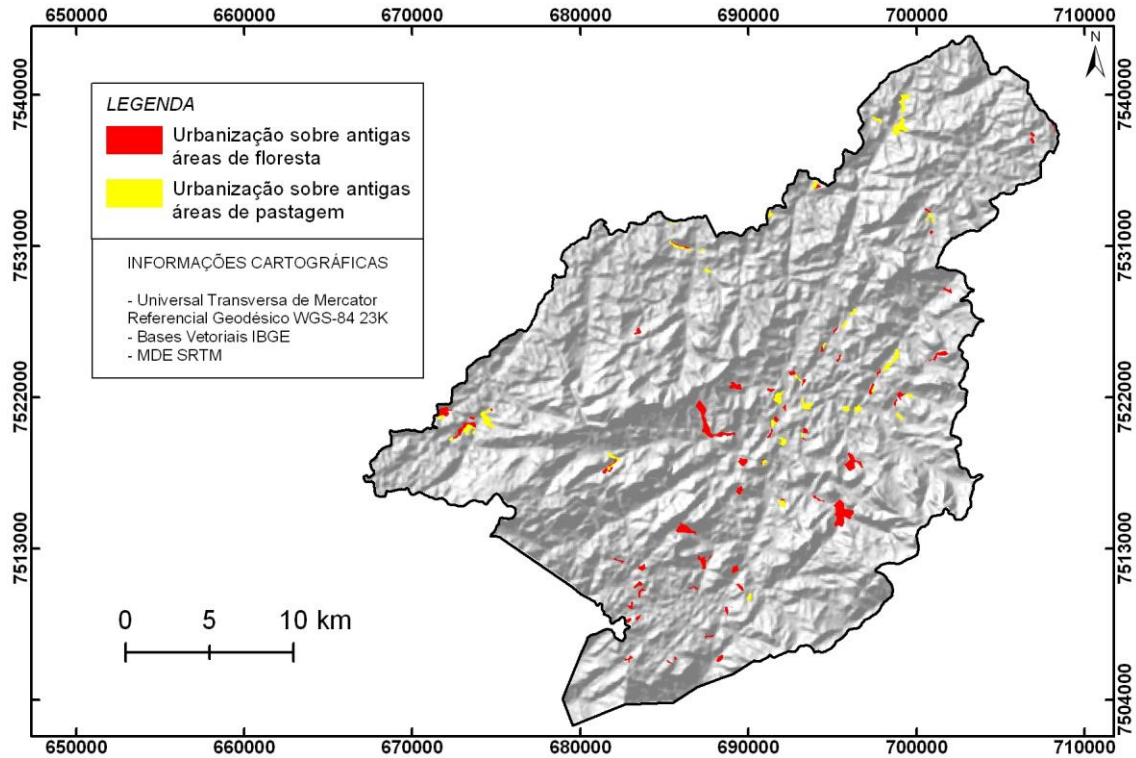 650000 660000 670000 680000 690000 700000 710000
N
7540000
7531000
7522000
7513000
7504000
LEGENDA
Urbanização sobre antigas
áreas de floresta
Urbanização sobre antigas
áreas de pastagem
INFORMAÇÕES CARTOGRÁFICAS
- Universal Transversa de Mercator
Referencial Geodésico WGS-84 23K
- Bases Vetoriais IBGE
- MDE SRTM
0 5 10 km
7540000
7531000
7522000
7513000
7504000
650000 660000 670000 680000 690000 700000 710000